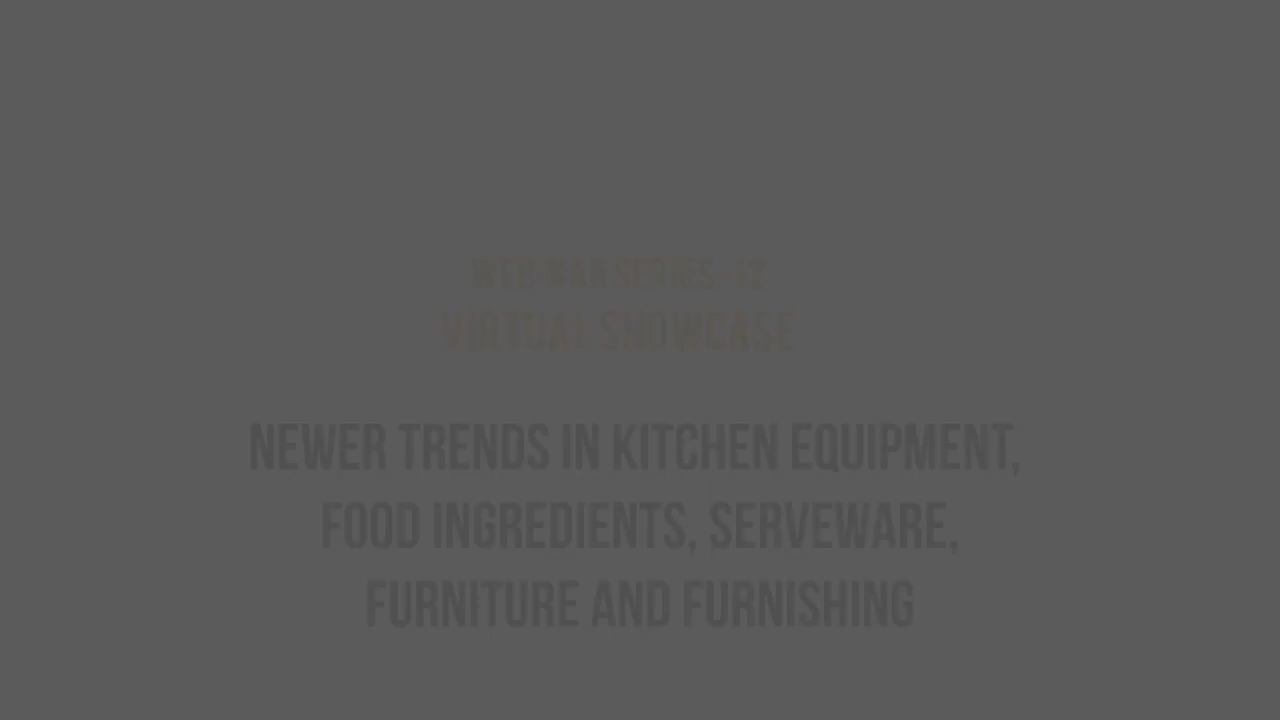 WEBINAR SERIES -
VIRTUAL SHOWCASE
NEWER TRENDS IN KITCHEN EQUIPMENT,
FOOD INGREDIENTS, SERVEWARE,
FURNITURE AND FURNISHING